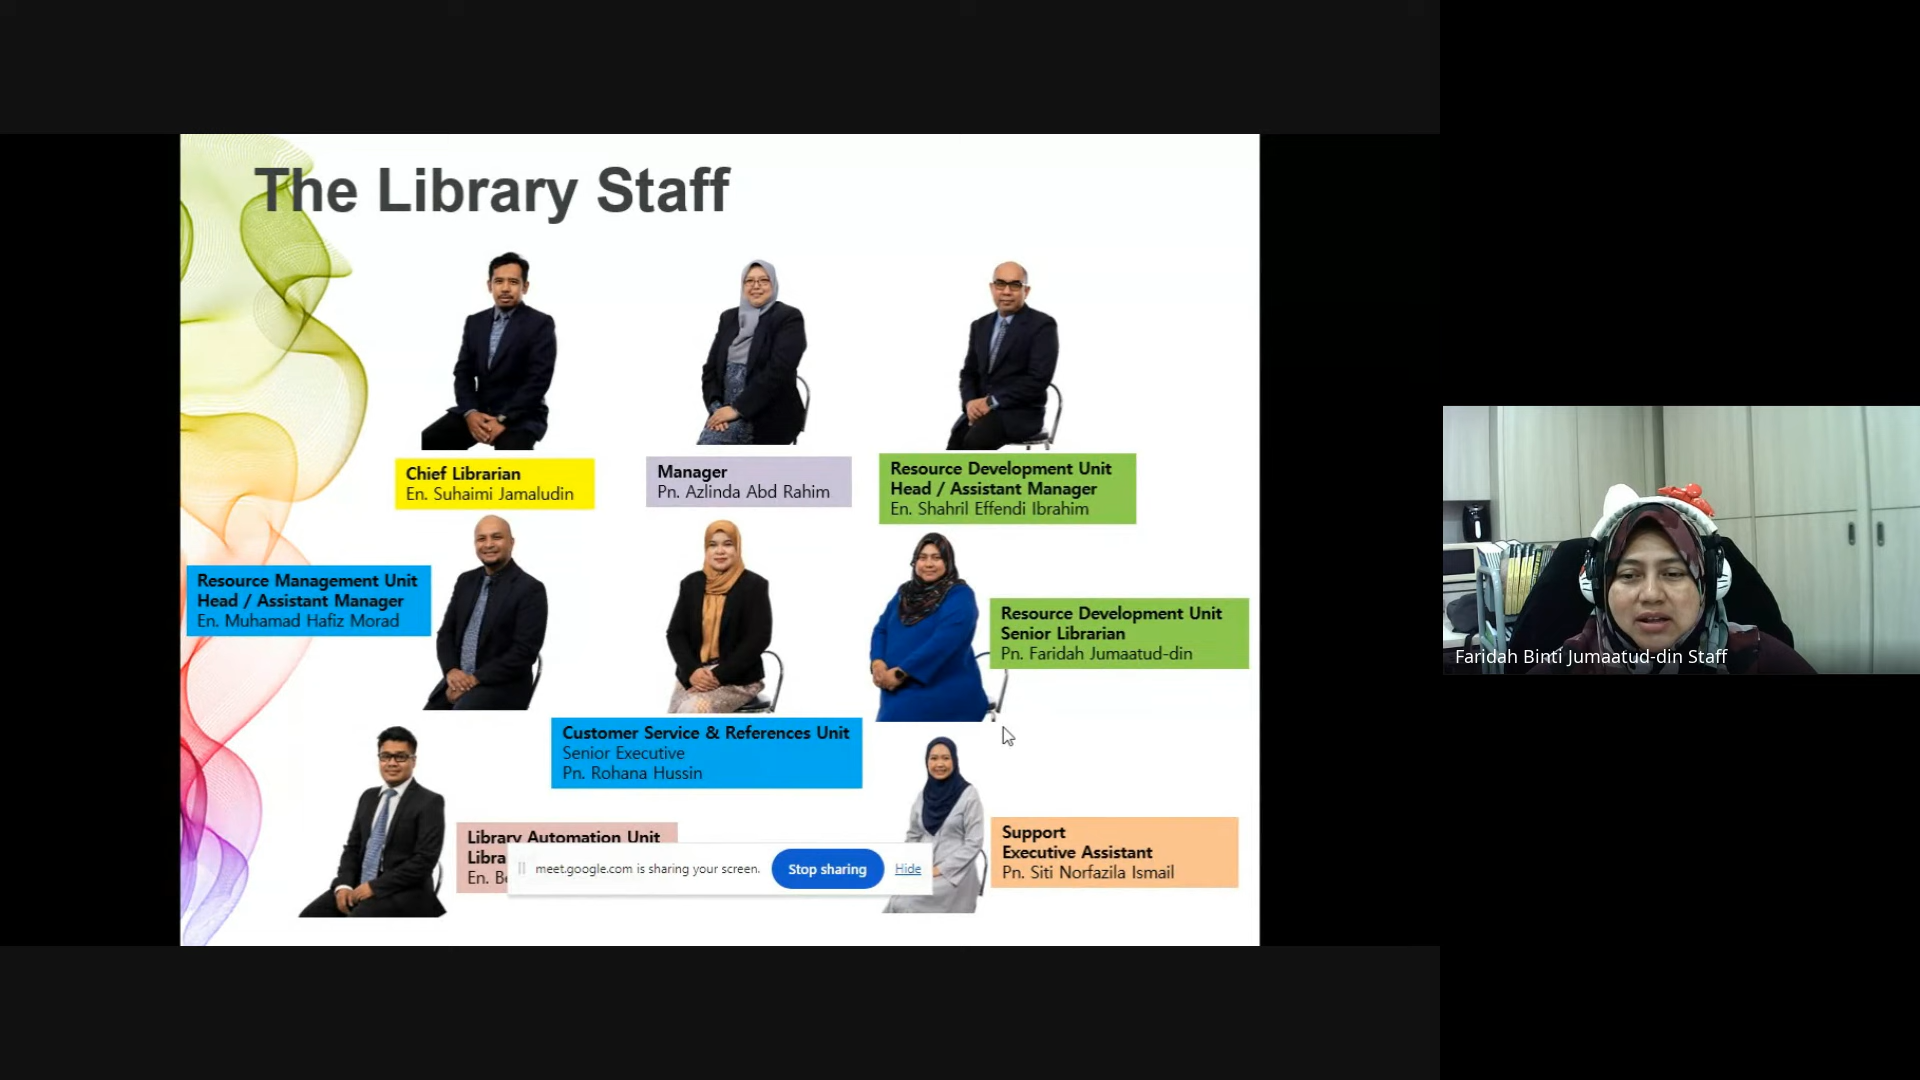 The Library Staff
Chief Librarian
En. Suhaimi Jamaludin
Manager
Pn. Azlinda Abd Rahim
Resource Development Unit
Head / Assistant Manager
En. Shahril Effendi Ibrahim
Resource Management Unit
Head / Assistant Manager
En. Muhamad Hafiz Morad
Resource Development Unit
Senior Librarian
Pn. Faridah Jumaatud-din
Customer Service & References Unit
Senior Executive
Pn. Rohana Hussin
Library Automation Unit
En.
Support
Executive Assistant
Pn. Siti Norfazila Ismail
meet.google.com is sharing your screen.
Stop sharing
Hide
Faridah Binti Jumaatud-din Staff